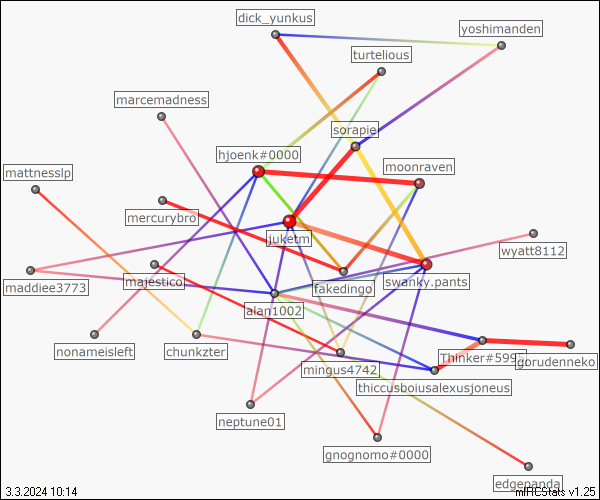 dick_yunkus
yoshimanden
turtelious
marcemadness
sorapie
hjoenk#0000
moonraven
mattnesslp
mercurybro
juketm
wyatt8112
maddiee3773
majestico
fakedingo
swanky.pants
alan1002
nonameisleft
chunkzter
Thinker#5995
gorudenneko
mingus4742
thiccusboiusalexusjoneus
neptune01
gnognomo#0000
edgepanda
3.3.2024 10:14
mIRCStats v1.25